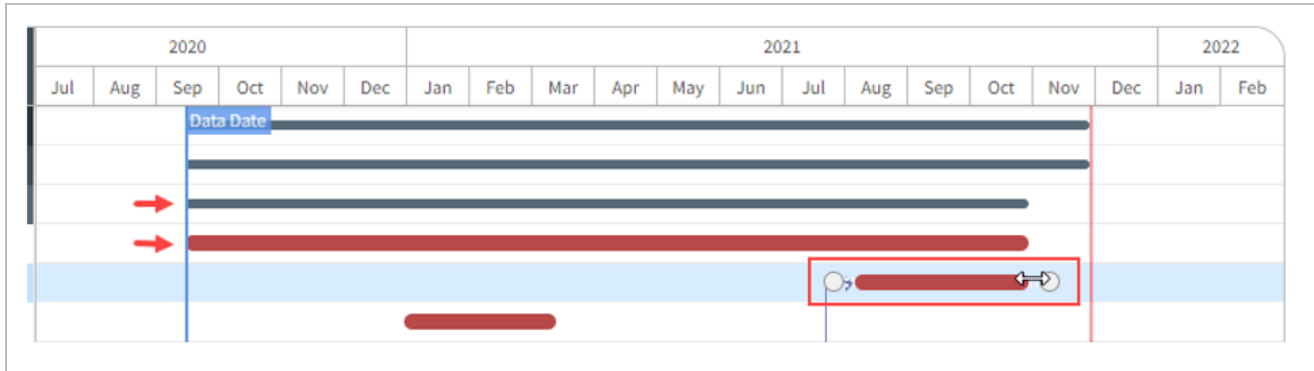 2020 2021 2022
Jul Aug Sep Oct Nov Dec Jan Feb Mar Apr May Jun Jul Aug Sep Oct Nov Dec Jan Feb
Data Date